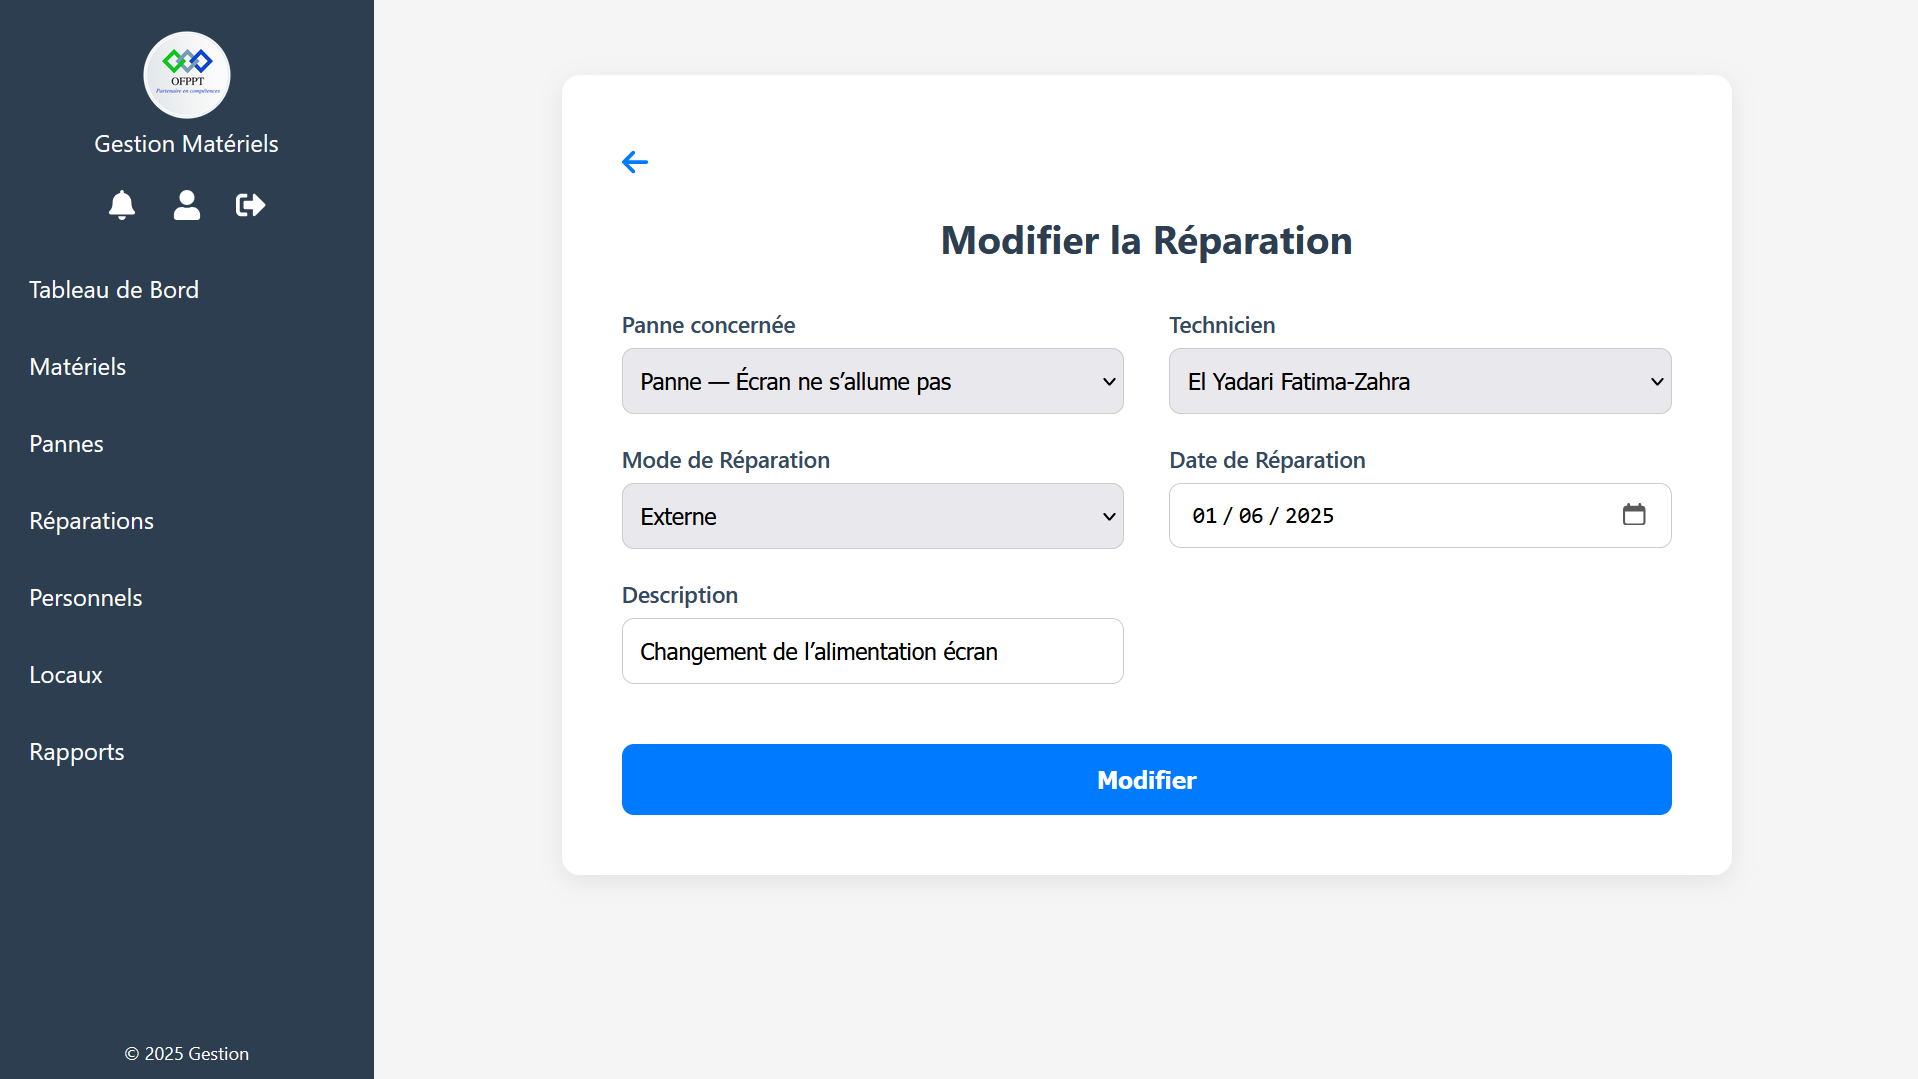 OFPPT
Partenaire en compétences
Gestion Matériels
Tableau de Bord
Matériels
Pannes
Réparations
Personnels
Locaux
Rapports
© 2025 Gestion
Modifier la Réparation
Panne concernée
Technicien
Panne — Écran ne s’allume pas
El Yadari Fatima-Zahra
Mode de Réparation
Date de Réparation
Externe
01 / 06 / 2025
Description
Changement de l’alimentation écran
Modifier